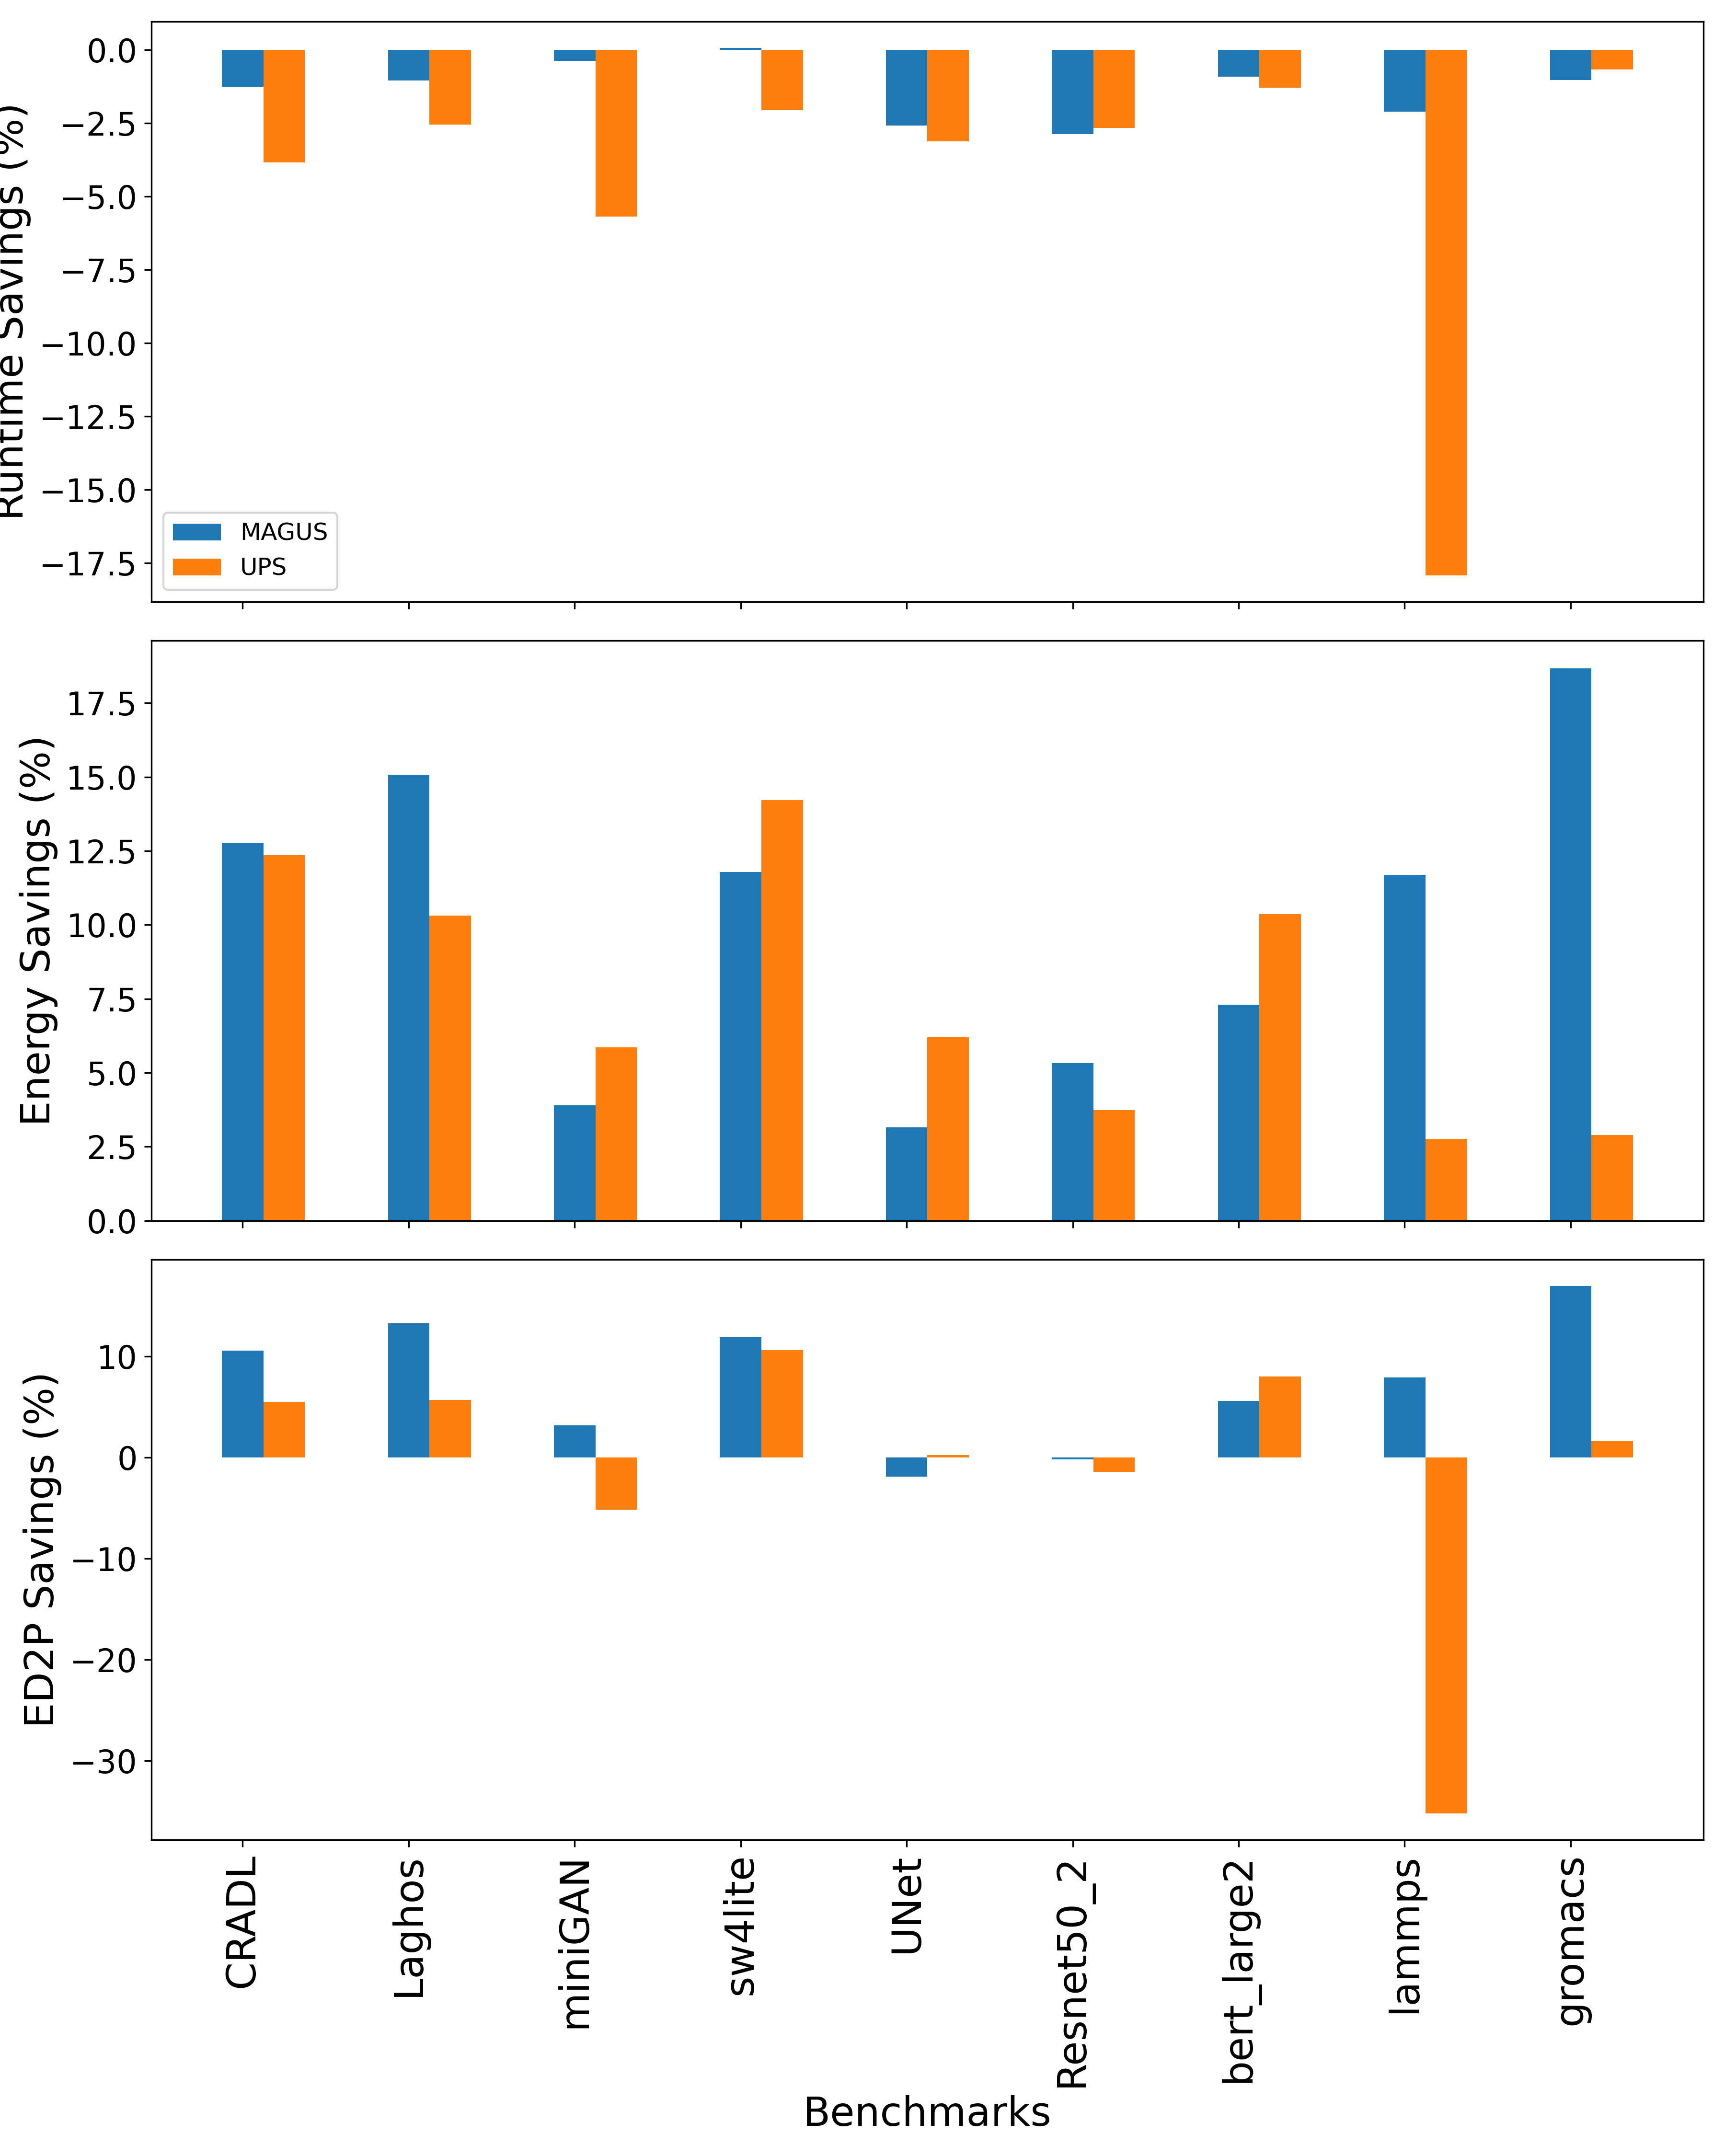 Runtime Savings (%)
0.0
−2.5
−5.0
−7.5
−10.0
−12.5
−15.0
−17.5
MAGUS
UPS
Energy Savings (%)
17.5
15.0
12.5
10.0
7.5
5.0
2.5
0.0
ED2P Savings (%)
10
0
−10
−20
−30
CRADL
Laghos
miniGAN
sw4lite
UNet
Resnet50_2
bert_large2
lammps
gromacs
Benchmarks